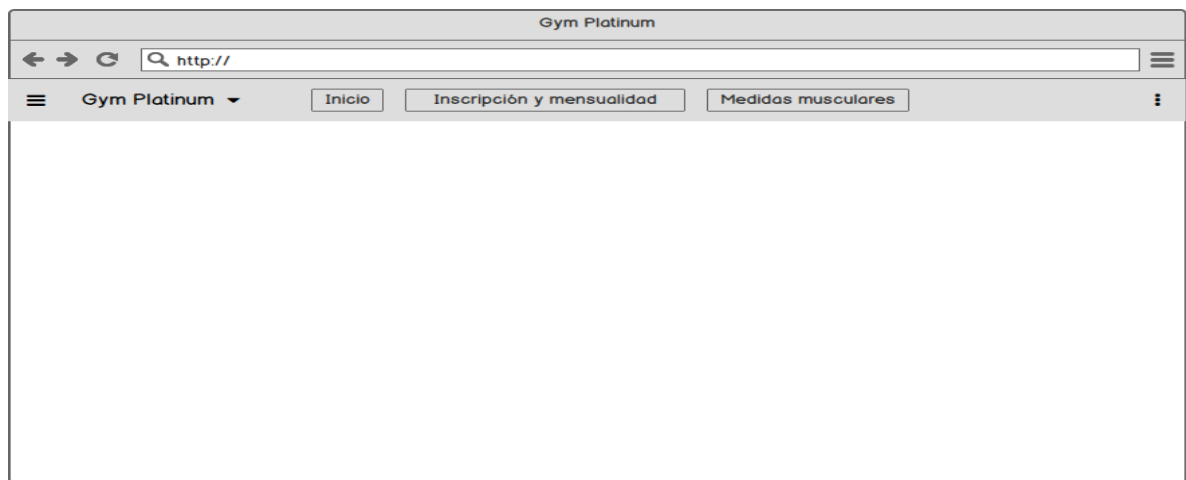 Gym Platinum
http://
Gym Platinum Inicio Inscripción y mensualidad Medidas musculares